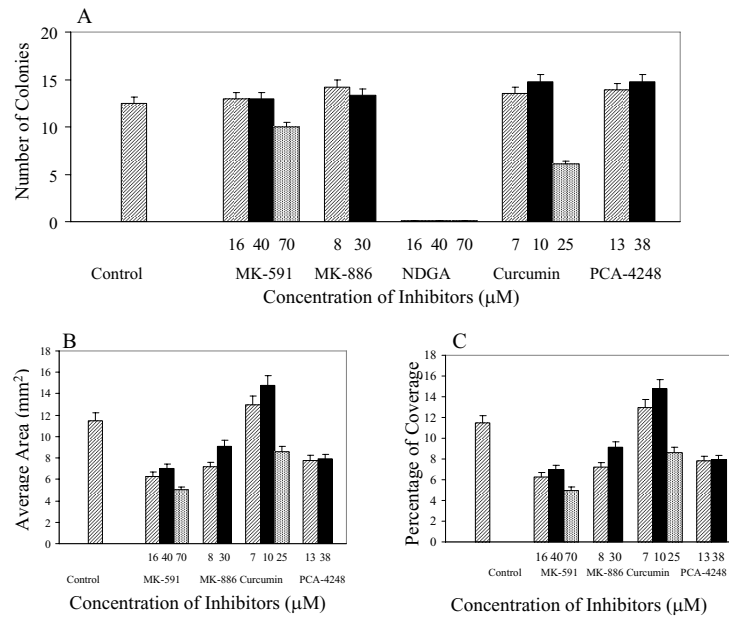 A
20
15
10
5
0
Number of Colonies
16 40 70 8 30 16 40 70 7 10 25 13 38
Control MK-591 MK-886 NDGA Curcumin PCA-4248
Concentration of Inhibitors (μM)
B
18
16
14
12
10
8
6
4
2
0
Average Area (mm²)
16 40 70 8 30 7 10 25 13 38
Control MK-591 MK-886 Curcumin PCA-4248
Concentration of Inhibitors (μM)
C
18
16
14
12
10
8
6
4
2
0
Percentage of Coverage
16 40 70 8 30 7 10 25 13 38
Control MK-591 MK-886 Curcumin PCA-4248
Concentration of Inhibitors (μM)